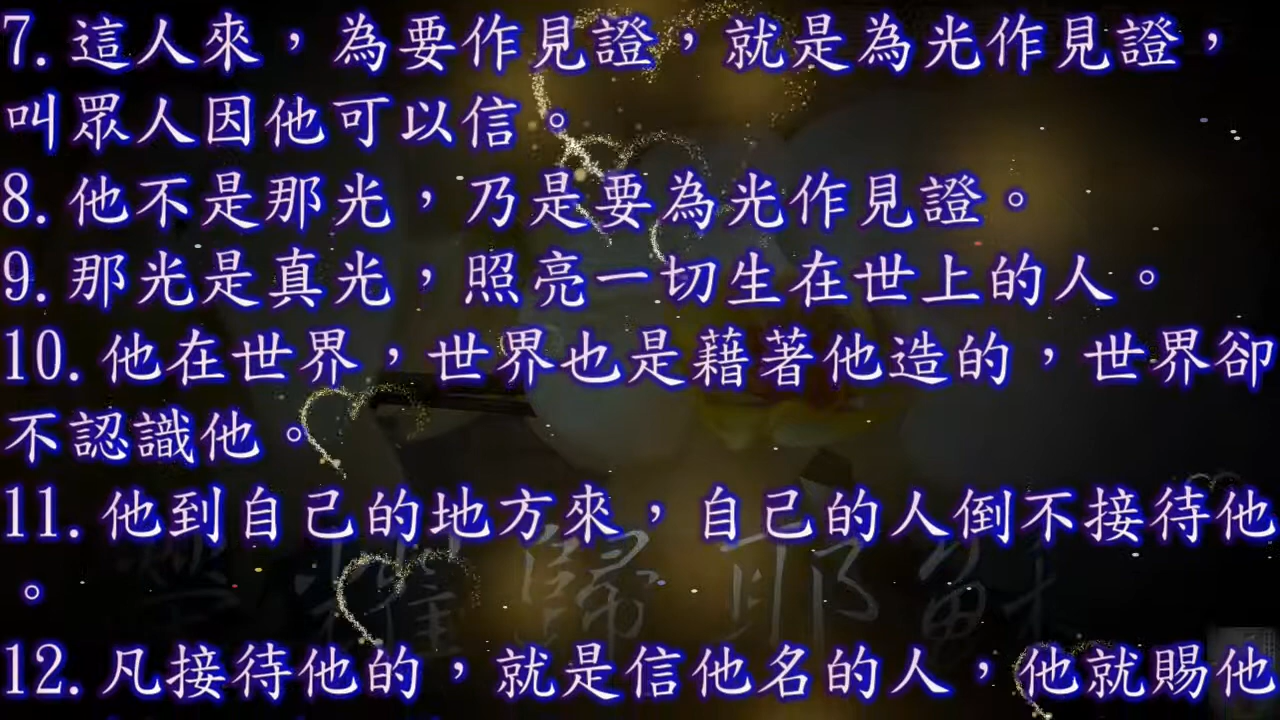 7. 這人來，為要作見證，就是為光作見證，
叫眾人因他可以信。
8. 他不是那光，乃是要為光作見證。
9. 那光是真光，照亮一切生在世上的人。
10. 他在世界，世界也是藉著他造的，世界卻
不認識他。
11. 他到自己的地方來，自己的人倒不接待他
。
榮耀歸耶穌
12. 凡接待他的，就是信他名的人，他就賜他